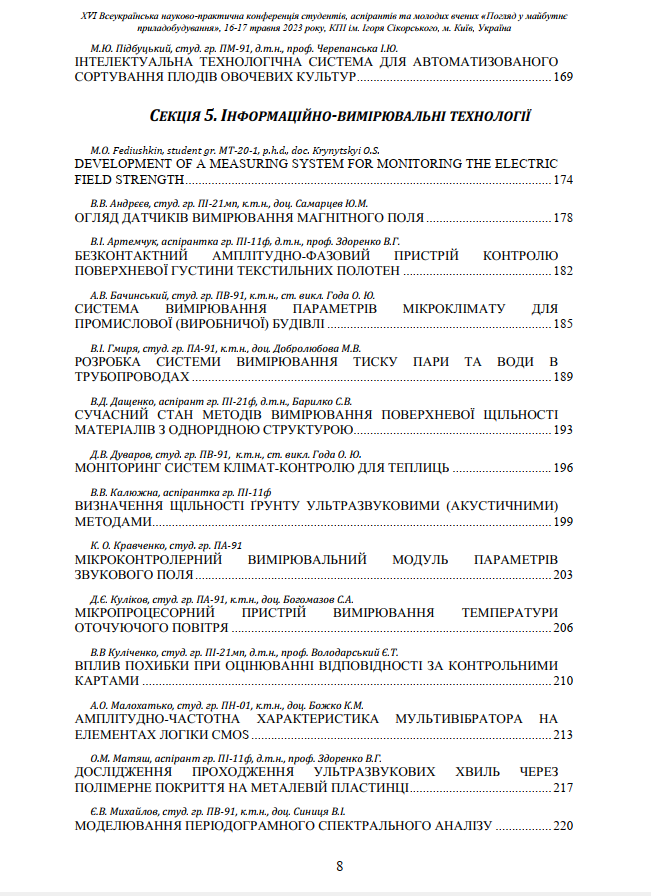 XVI Всеукраїнська науково-практична конференція студентів, аспірантів та молодих вчених «Погляд у майбутнє
приладобудування», 16-17 травня 2023 року, КПІ ім. Ігоря Сікорського, м. Київ, Україна
М.Ю. Підбуцький, студ. гр. ПМ-91, д.т.н., проф. Черепанська І.Ю.
ІНТЕЛЕКТУАЛЬНА ТЕХНОЛОГІЧНА СИСТЕМА ДЛЯ АВТОМАТИЗОВАНОГО
СОРТУВАННЯ ПЛОДІВ ОВОЧЕВИХ КУЛЬТУР 169
СЕКЦІЯ 5. ІНФОРМАЦІЙНО-ВИМІРЮВАЛЬНІ ТЕХНОЛОГІЇ
M.O. Fediushkin, student gr. MT-20-1, p.h.d., doc. Krynytskyi O.S.
DEVELOPMENT OF A MEASURING SYSTEM FOR MONITORING THE ELECTRIC
FIELD STRENGTH 174
В.В. Андрєєв, студ. гр. ПІ-21мп, к.т.н., доц. Самарцев Ю.М.
ОГЛЯД ДАТЧИКІВ ВИМІРЮВАННЯ МАГНІТНОГО ПОЛЯ 178
В.І. Артемчук, аспірантка гр. ПІ-11ф, д.т.н., проф. Здоренко В.Г.
БЕЗКОНТАКТНИЙ АМПЛІТУДНО-ФАЗОВИЙ ПРИСТРІЙ КОНТРОЛЮ
ПОВЕРХНЕВОЇ ГУСТИНИ ТЕКСТИЛЬНИХ ПОЛОТЕН 182
А.В. Бачинський, студ. гр. ПВ-91, к.т.н., ст. викл. Года О. Ю.
СИСТЕМА ВИМІРЮВАННЯ ПАРАМЕТРІВ МІКРОКЛІМАТУ ДЛЯ
ПРОМИСЛОВОЇ (ВИРОБНИЧОЇ) БУДІВЛІ 185
В.І. Гмиря, студ. гр. ПА-91, к.т.н., доц. Добролюбова М.В.
РОЗРОБКА СИСТЕМИ ВИМІРЮВАННЯ ТИСКУ ПАРИ ТА ВОДИ В
ТРУБОПРОВОДАХ 189
В.Д. Дащенко, аспірант гр. ПІ-21ф, д.т.н., Барилко С.В.
СУЧАСНИЙ СТАН МЕТОДІВ ВИМІРЮВАННЯ ПОВЕРХНЕВОЇ ЩІЛЬНОСТІ
МАТЕРІАЛІВ З ОДНОРІДНОЮ СТРУКТУРОЮ 193
Д.В. Дуваров, студ. гр. ПВ-91, к.т.н., ст. викл. Года О. Ю.
МОНІТОРИНГ СИСТЕМ КЛІМАТ-КОНТРОЛЮ ДЛЯ ТЕПЛИЦЬ 196
В.В. Калюжна, аспірантка гр. ПІ-11ф
ВИЗНАЧЕННЯ ЩІЛЬНОСТІ ҐРУНТУ УЛЬТРАЗВУКОВИМИ (АКУСТИЧНИМИ)
МЕТОДАМИ 199
К. О. Кравченко, студ. гр. ПА-91
МІКРОКОНТРОЛЕРНИЙ ВИМІРЮВАЛЬНИЙ МОДУЛЬ ПАРАМЕТРІВ
ЗВУКОВОГО ПОЛЯ 203
Д.Є. Куліков, студ. гр. ПА-91, к.т.н., доц. Богомазов С.А.
МІКРОПРОЦЕСОРНИЙ ПРИСТРІЙ ВИМІРЮВАННЯ ТЕМПЕРАТУРИ
ОТОЧУЮЧОГО ПОВІТРЯ 206
В.В Куліченко, студ. гр. ПІ-21мп, д.т.н., проф. Володарський Є.Т.
ВПЛИВ ПОХИБКИ ПРИ ОЦІНЮВАННІ ВІДПОВІДНОСТІ ЗА КОНТРОЛЬНИМИ
КАРТАМИ 210
А.О. Малохатько, студ. гр. ПН-01, к.т.н., доц. Божко К.М.
АМПЛІТУДНО-ЧАСТОТНА ХАРАКТЕРИСТИКА МУЛЬТИВІБРАТОРА НА
ЕЛЕМЕНТАХ ЛОГІКИ CMOS 213
О.М. Матяш, аспірант гр. ПІ-11ф, д.т.н., проф. Здоренко В.Г.
ДОСЛІДЖЕННЯ ПРОХОДЖЕННЯ УЛЬТРАЗВУКОВИХ ХВИЛЬ ЧЕРЕЗ
ПОЛІМЕРНЕ ПОКРИТТЯ НА МЕТАЛЕВІЙ ПЛАСТИНЦІ 217
Є.В. Михайлов, студ. гр. ПВ-91, к.т.н., доц. Синиця В.І.
МОДЕЛЮВАННЯ ПЕРІОДОГРАМНОГО СПЕКТРАЛЬНОГО АНАЛІЗУ 220
8